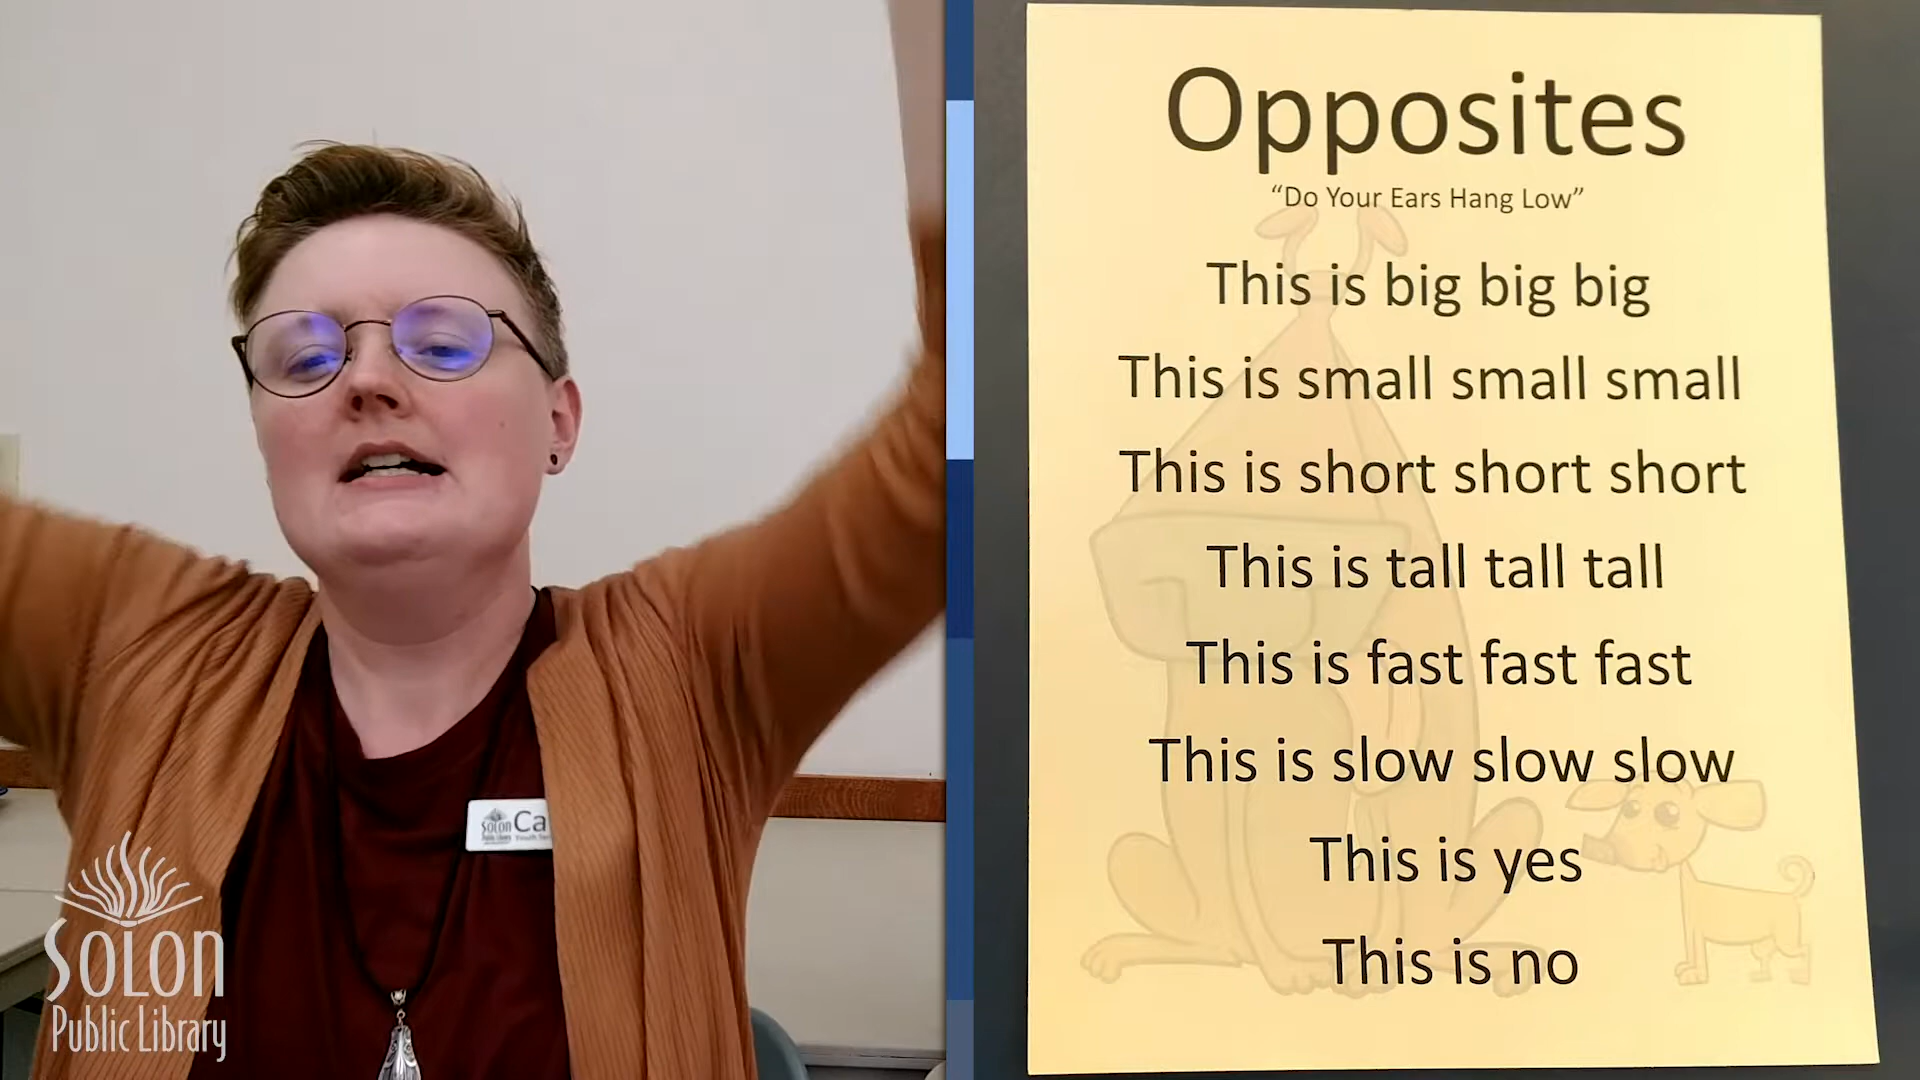 Opposites
“Do Your Ears Hang Low”
This is big big big
This is small small small
This is short short short
This is tall tall tall
This is fast fast fast
This is slow slow slow
This is yes
This is no
SOLON
Ca
SOLON
Public Library